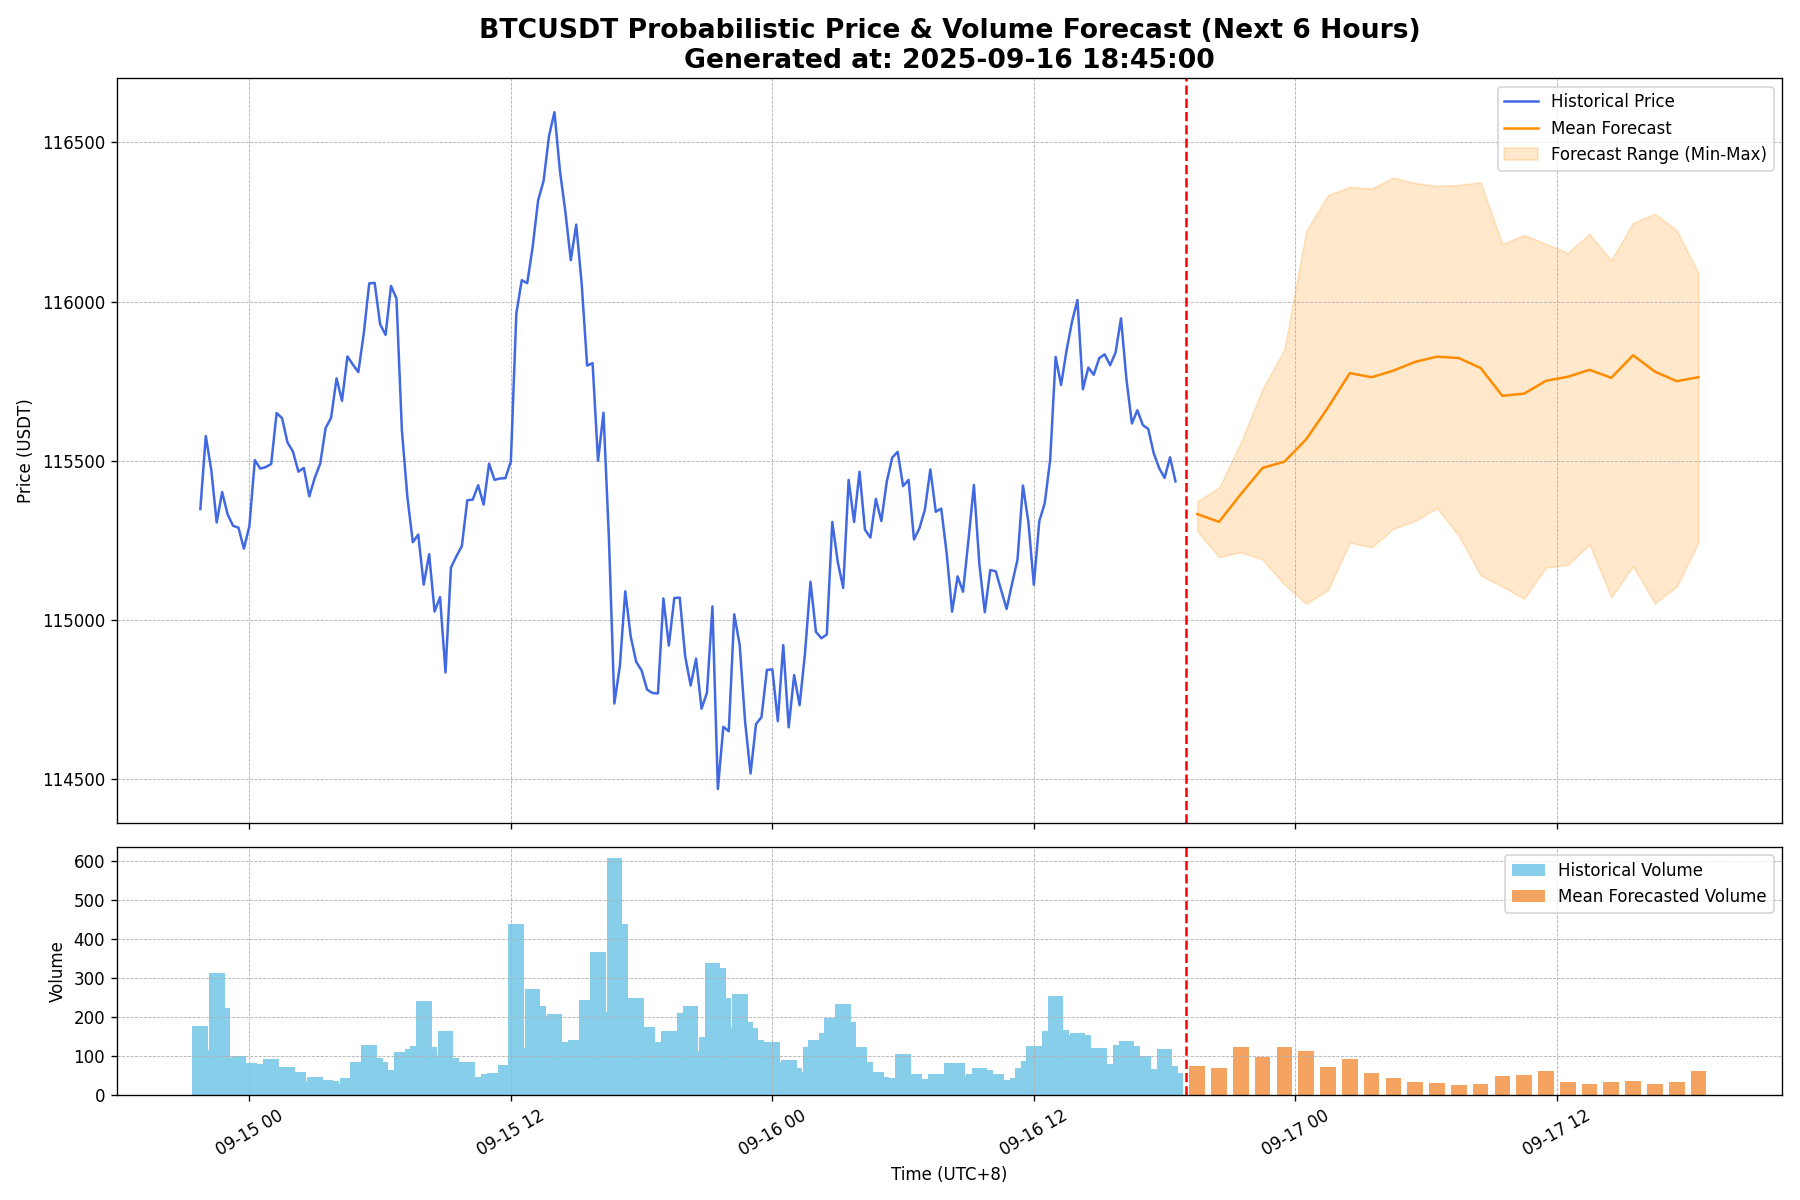 BTCUSDT Probabilistic Price & Volume Forecast (Next 6 Hours)
Generated at: 2025-09-16 18:45:00
Historical Price
Mean Forecast
Forecast Range (Min-Max)
116500
116000
115500
115000
114500
Price (USDT)
Historical Volume
Mean Forecasted Volume
600
500
400
300
200
100
0
Volume
09-15 00
09-15 12
09-16 00
09-16 12
09-17 00
09-17 12
Time (UTC+8)